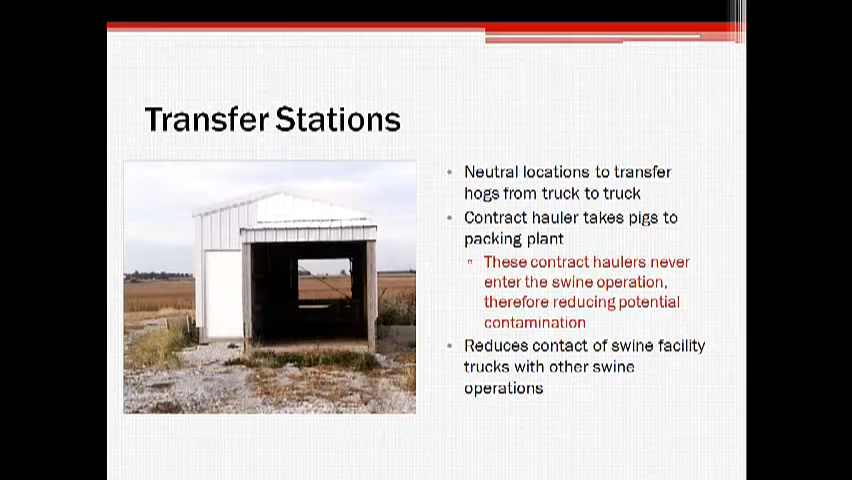 Transfer Stations
Neutral locations to transfer
hogs from truck to truck
Contract hauler takes pigs to
packing plant
These contract haulers never
enter the swine operation,
therefore reducing potential
contamination
Reduces contact of swine facility
trucks with other swine
operations